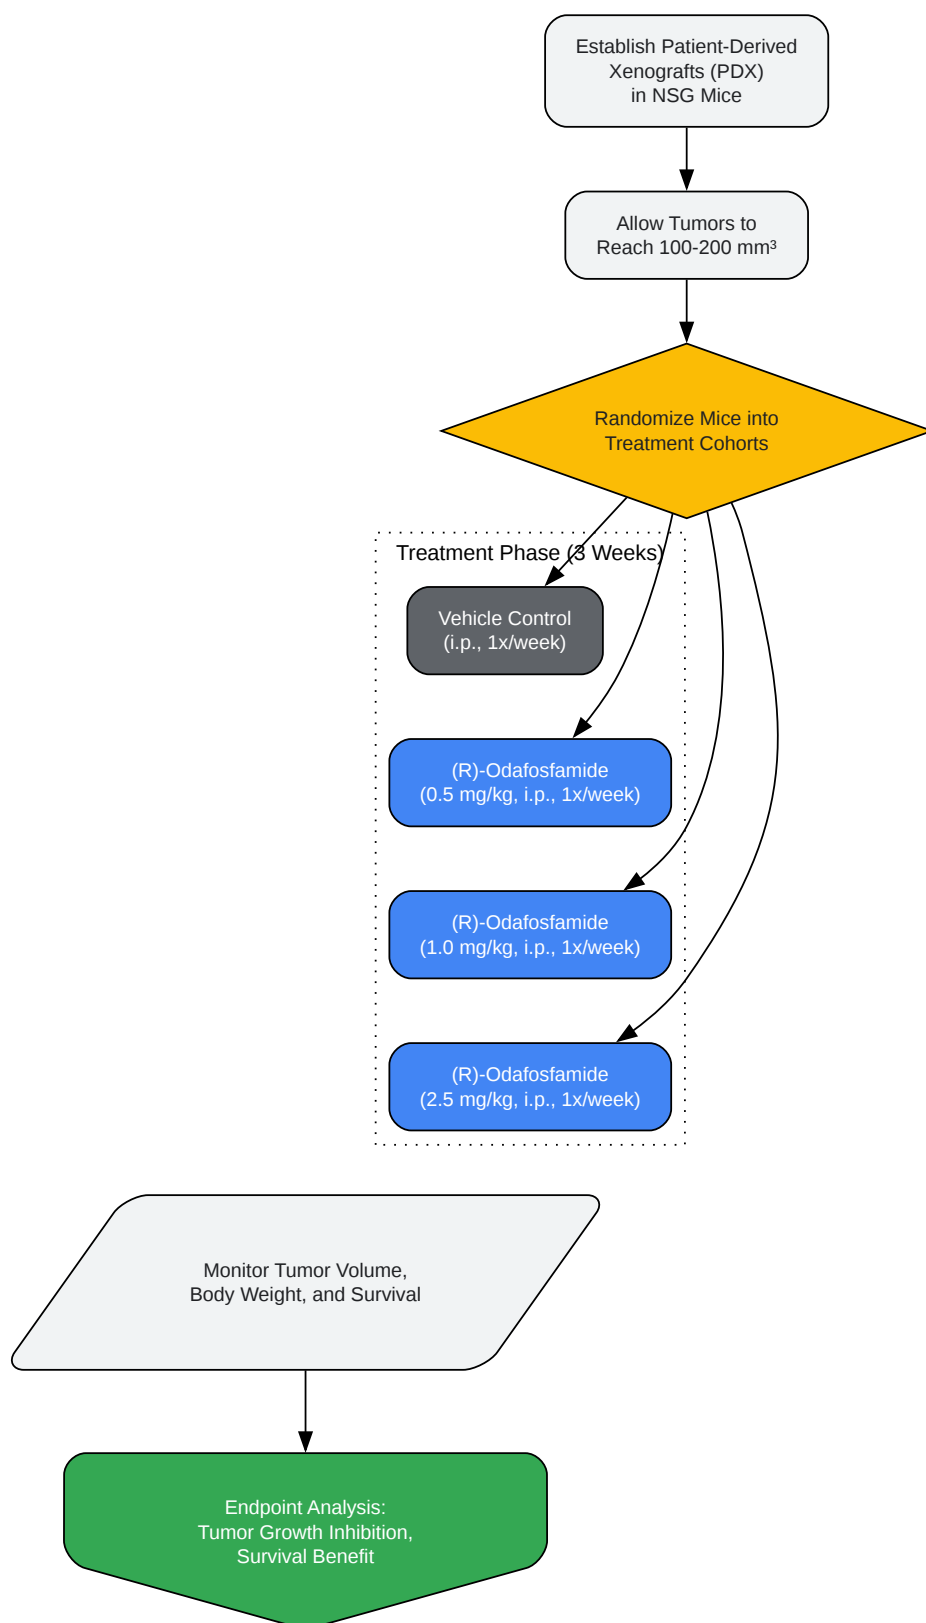 Establish Patient-Derived
Xenografts (PDX)
in NSG Mice
Allow Tumors to
Reach 100-200 mm³
Randomize Mice into
Treatment Cohorts
Treatment Phase (3 Weeks)
Vehicle Control
(i.p., 1x/week)
(R)-Odafosfamide
(0.5 mg/kg, i.p., 1x/week)
(R)-Odafosfamide
(1.0 mg/kg, i.p., 1x/week)
(R)-Odafosfamide
(2.5 mg/kg, i.p., 1x/week)
Monitor Tumor Volume,
Body Weight, and Survival
Endpoint Analysis:
Tumor Growth Inhibition,
Survival Benefit